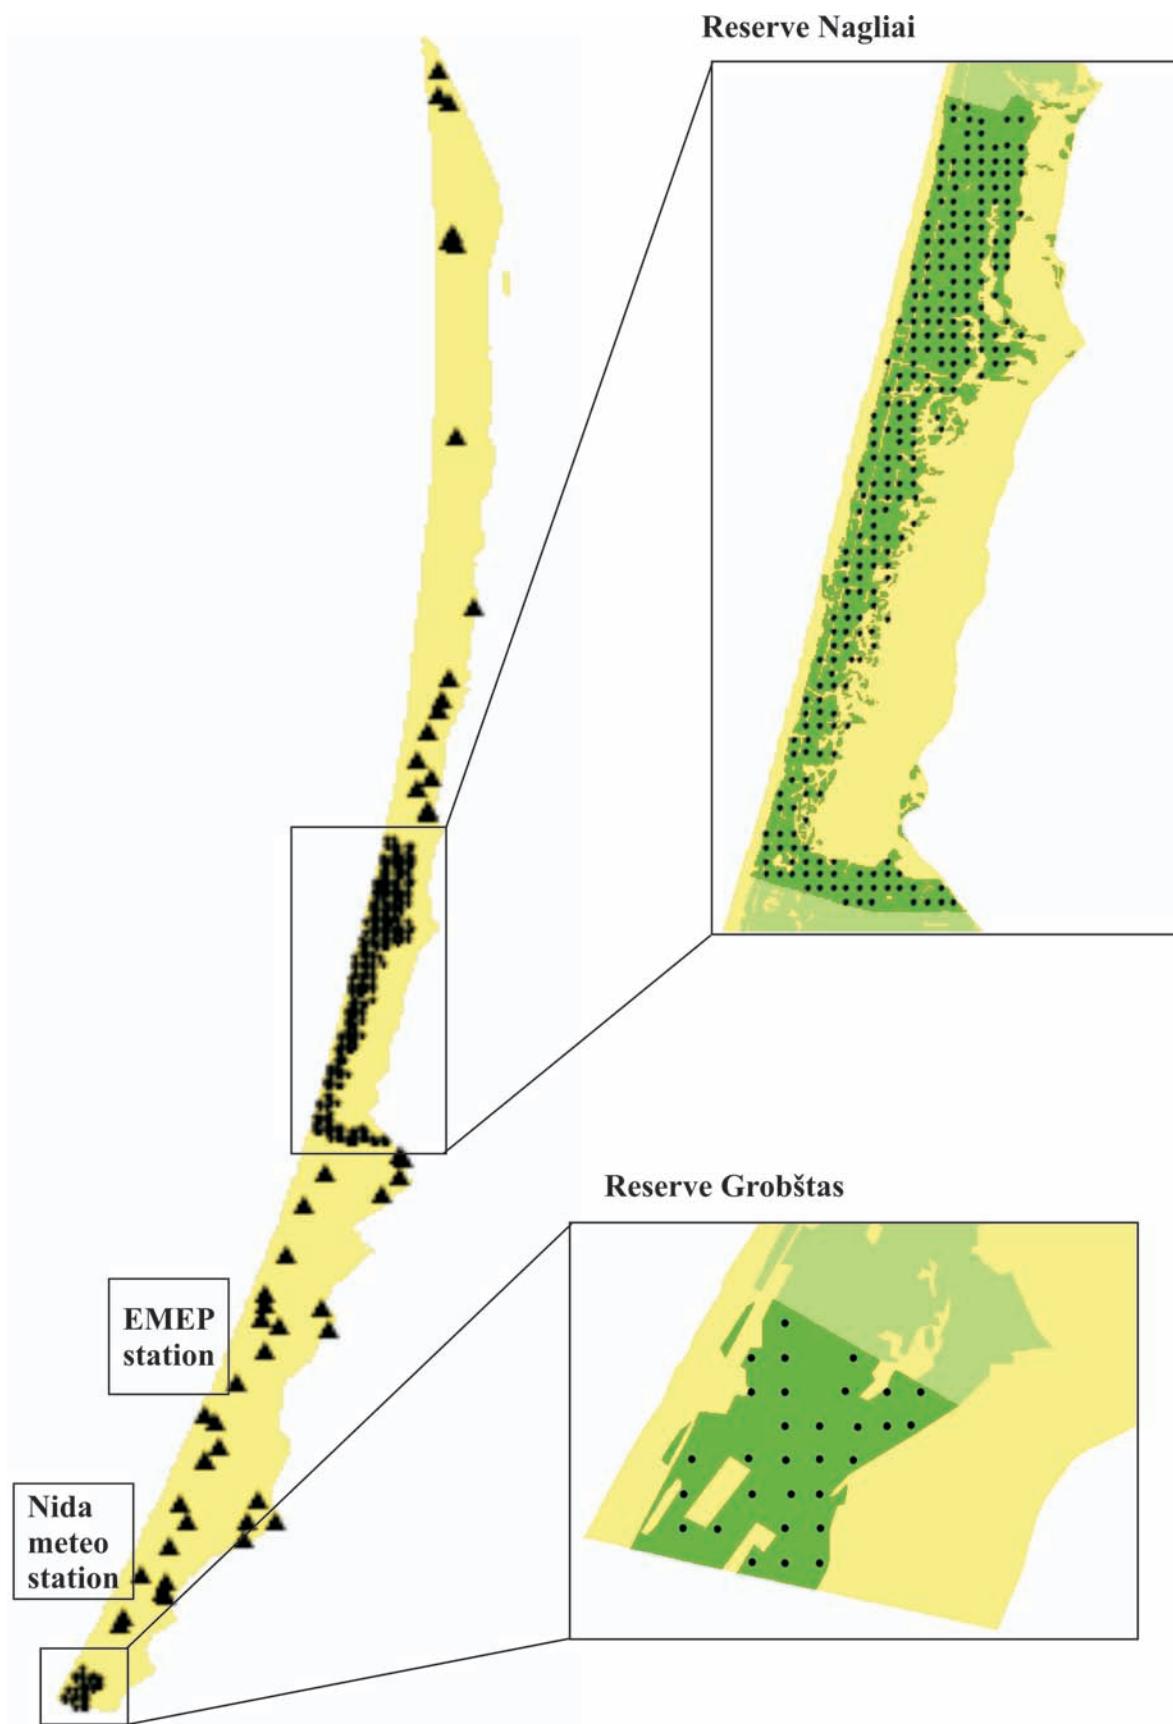 Reserve Nagliai
Reserve Grobštas
EMEP
station
Nida
meteo
station